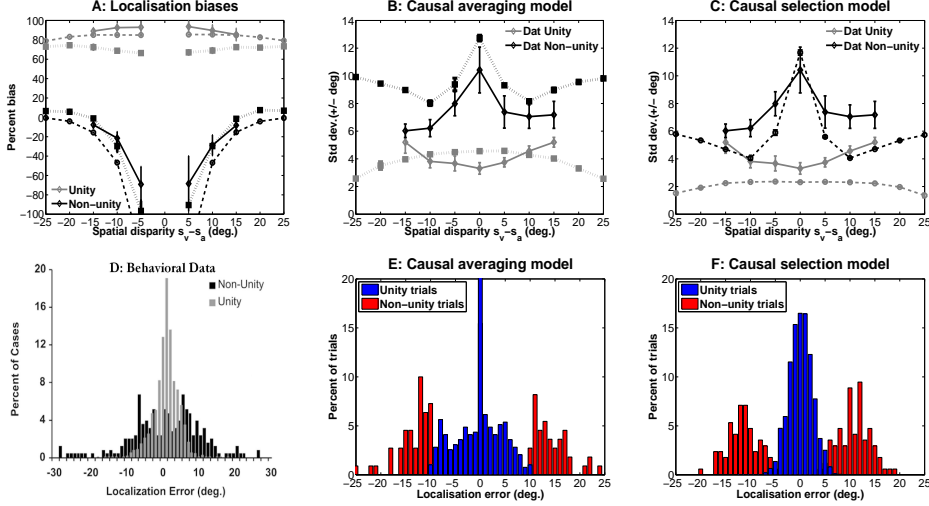 A: Localisation biases
100
80
60
40
20
0
−20
−40
−60
−80
−100
Percent bias
Unity
Non−unity
−25 −20 −15 −10 −5 0 5 10 15 20 25
Spatial disparity s_v−s_a (deg.)
B: Causal averaging model
14
12
10
8
6
4
2
0
Std dev.(+/− deg)
Dat Unity
Dat Non−unity
−25 −20 −15 −10 −5 0 5 10 15 20 25
Spatial disparity s_v−s_a (deg.)
C: Causal selection model
14
12
10
8
6
4
2
0
Std dev.(+/− deg)
Dat Unity
Dat Non−unity
−25 −20 −15 −10 −5 0 5 10 15 20 25
Spatial disparity s_v−s_a (deg.)
D: Behavioral Data
20
16
12
8
4
0
Percent of Cases
Non-Unity
Unity
-30 -20 -10 0 10 20 30
Localization Error (deg.)
E: Causal averaging model
20
15
10
5
0
Percent of trials
Unity trials
Non−unity trials
−25 −20 −15 −10 −5 0 5 10 15 20 25
Localisation error (deg.)
F: Causal selection model
20
15
10
5
0
Percent of trials
Unity trials
Non−unity trials
−25 −20 −15 −10 −5 0 5 10 15 20 25
Localisation error (deg.)